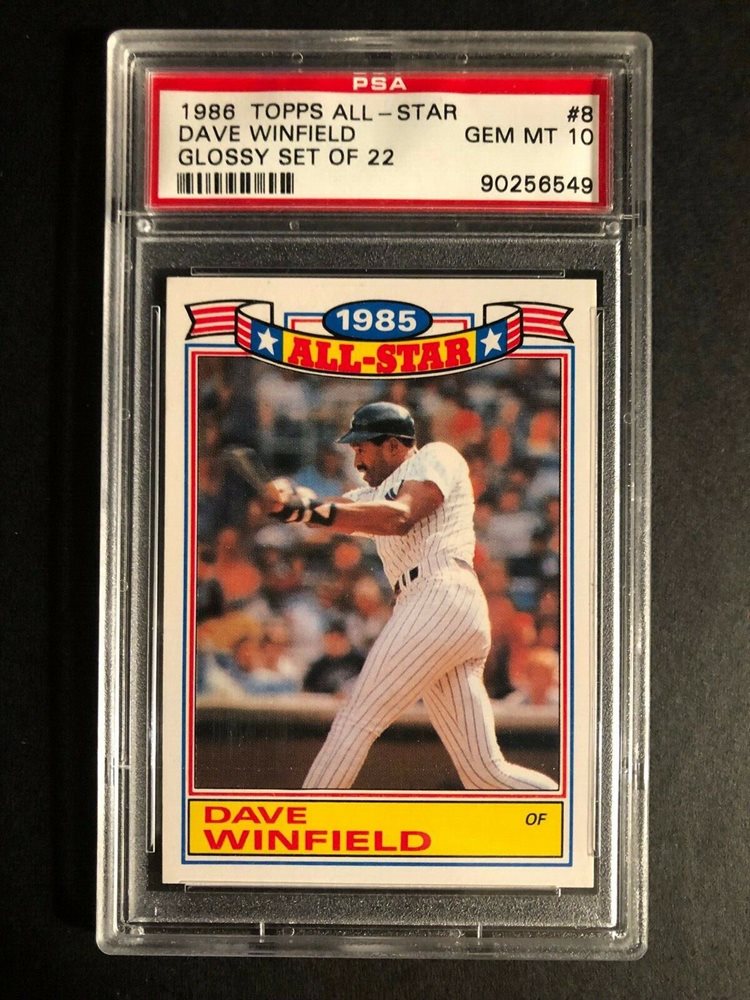 PSA
1986 TOPPS ALL-STAR #8
DAVE WINFIELD GEM MT 10
GLOSSY SET OF 22
90256549
1985
ALL-STAR
DAVE
WINFIELD
OF